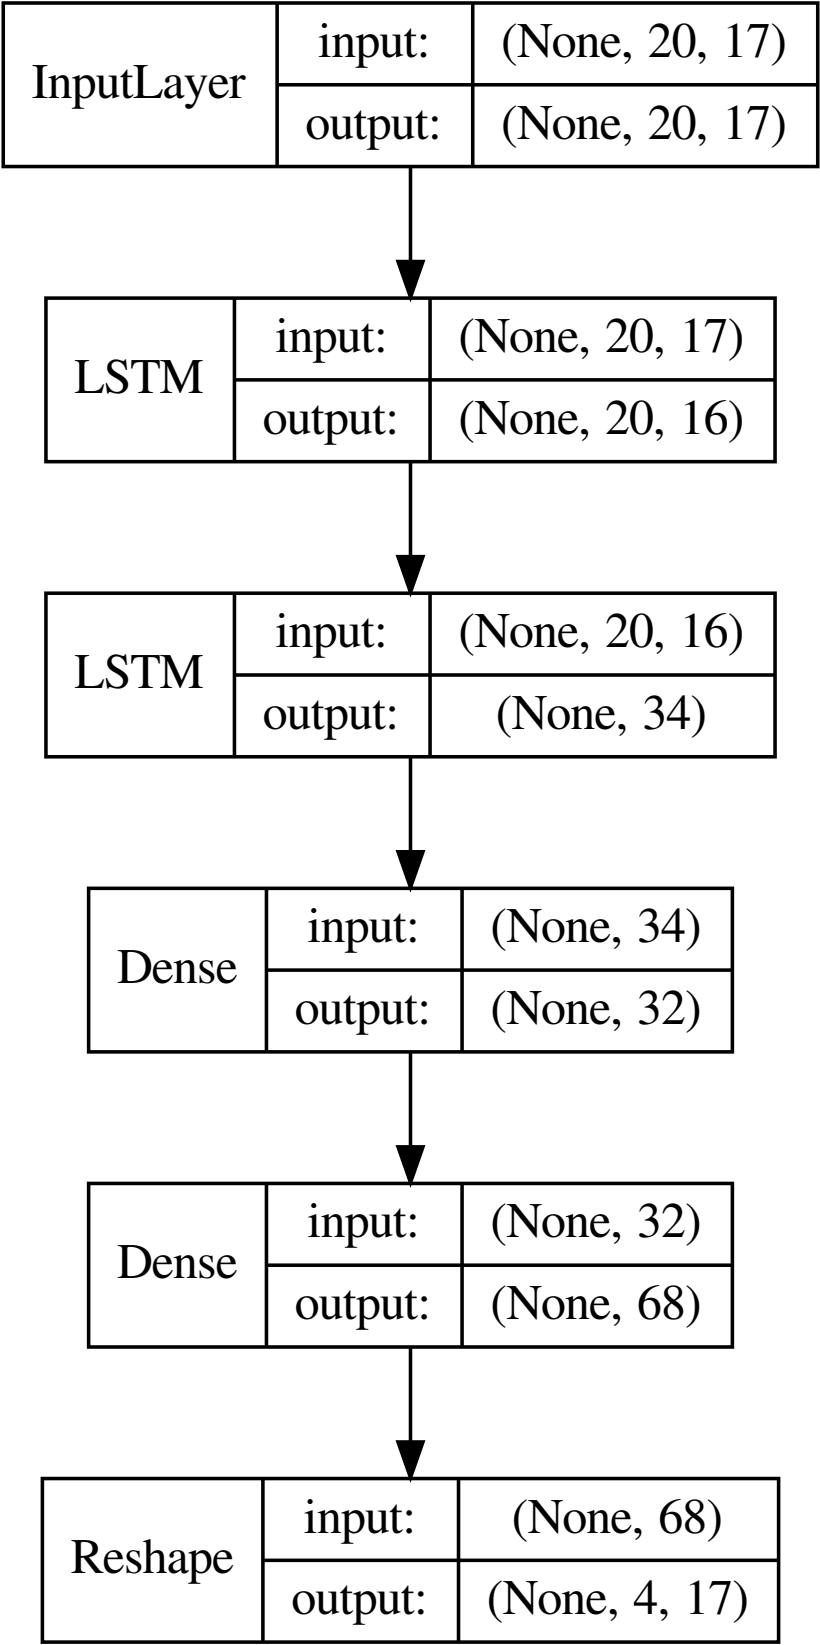 InputLayer
input: (None, 20, 17)
output: (None, 20, 17)
LSTM
input: (None, 20, 17)
output: (None, 20, 16)
LSTM
input: (None, 20, 16)
output: (None, 34)
Dense
input: (None, 34)
output: (None, 32)
Dense
input: (None, 32)
output: (None, 68)
Reshape
input: (None, 68)
output: (None, 4, 17)